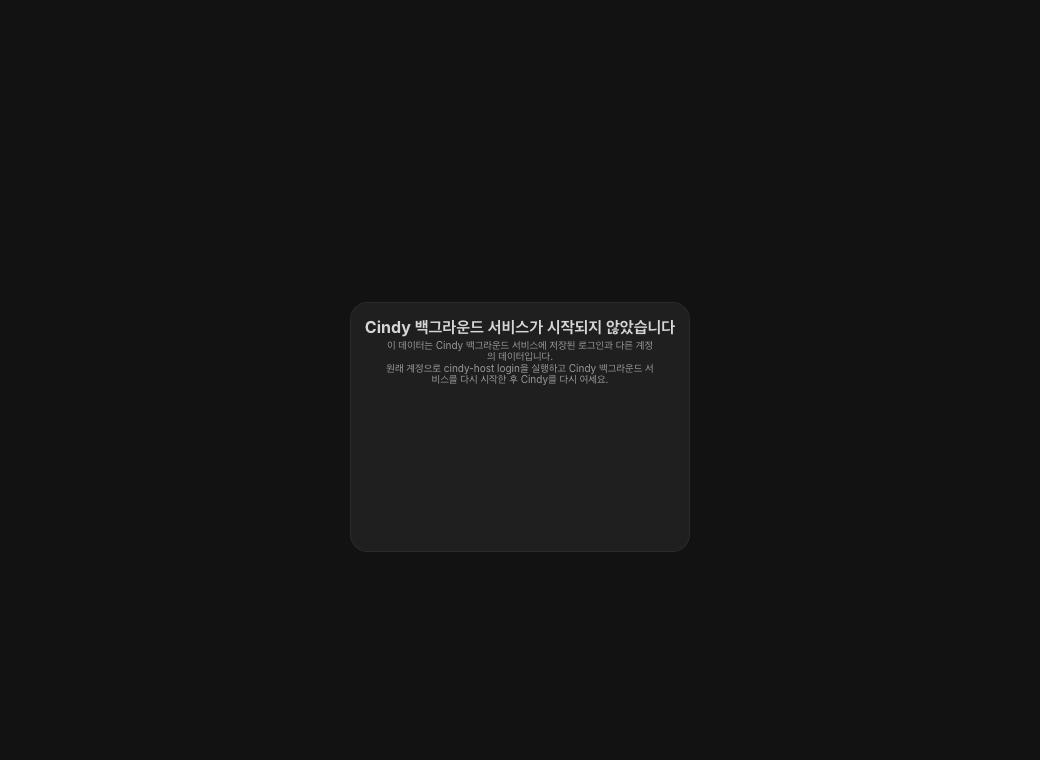 Cindy 백그라운드 서비스가 시작되지 않았습니다
이 데이터는 Cindy 백그라운드 서비스에 저장된 로그인과 다른 계정
의 데이터입니다.
원래 계정으로 cindy-host login을 실행하고 Cindy 백그라운드 서
비스를 다시 시작한 후 Cindy를 다시 여세요.